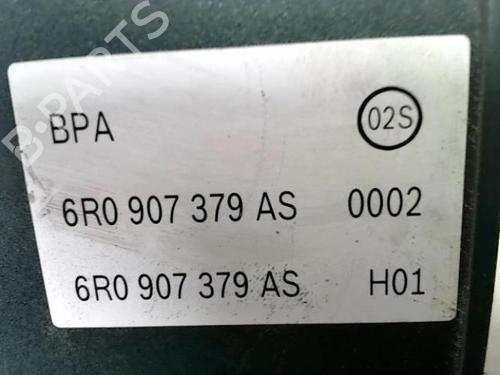 B-PARTS
BPA 02S
6R0 907 379 AS 0002
6R0 907 379 AS H01